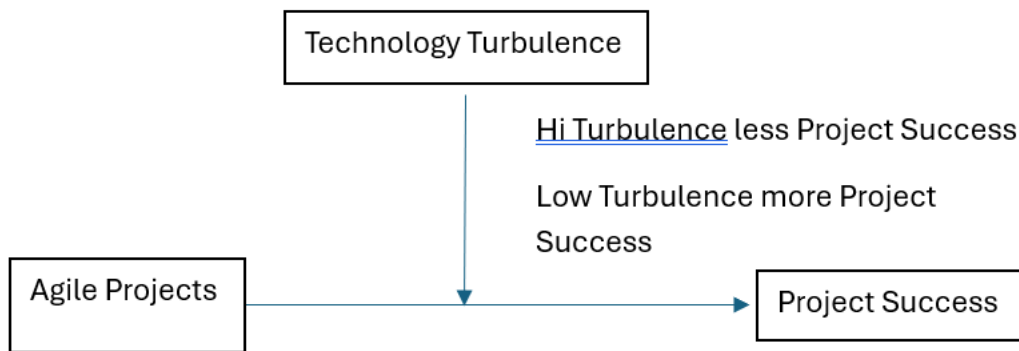 Technology Turbulence
Hi Turbulence less Project Success
Low Turbulence more Project
Success
Agile Projects
Project Success